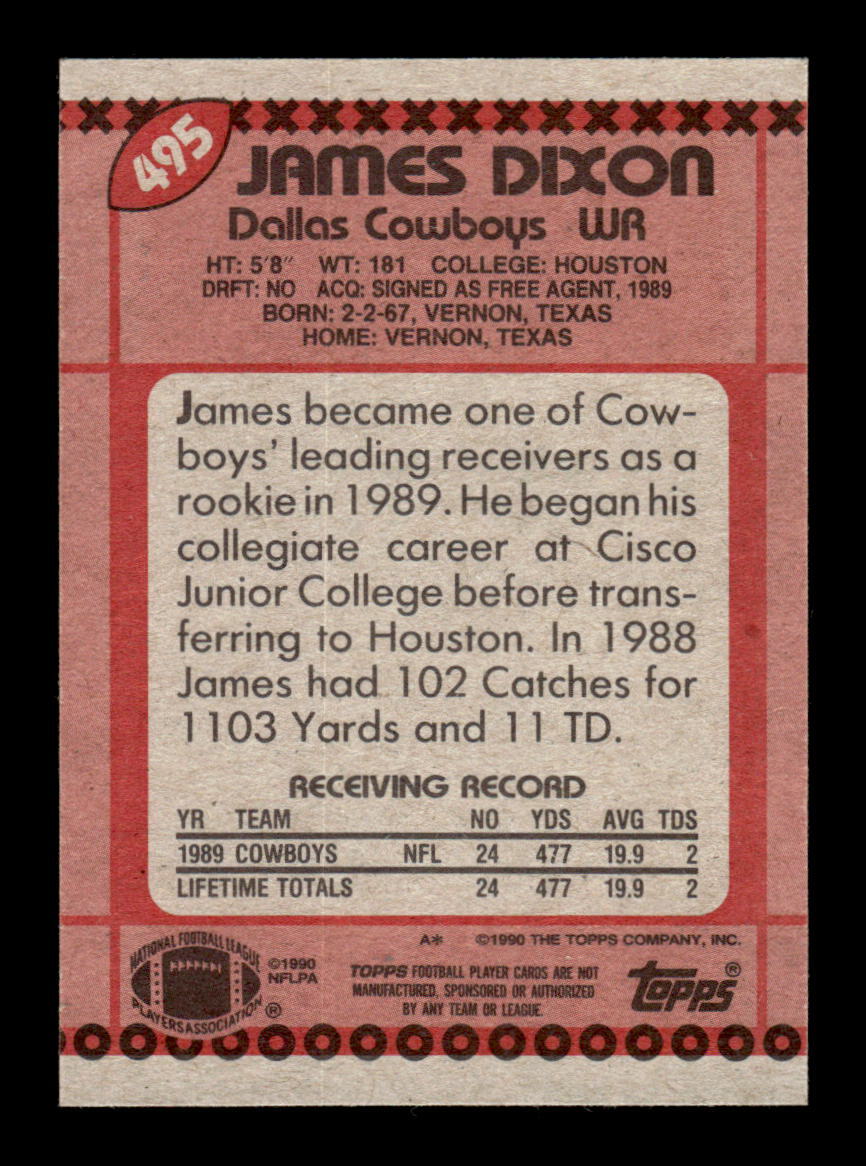 495
JAMES DIXON
Dallas Cowboys WR
HT: 5'8" WT: 181 COLLEGE: HOUSTON
DRFT: NO ACQ: SIGNED AS FREE AGENT, 1989
BORN: 2-2-67, VERNON, TEXAS
HOME: VERNON, TEXAS
James became one of Cow-
boys' leading receivers as a
rookie in 1989. He began his
collegiate career at Cisco
Junior College before trans-
ferring to Houston. In 1988
James had 102 Catches for
1103 Yards and 11 TD.
RECEIVING RECORD
YR TEAM NO YDS AVG TDS
1989 COWBOYS NFL 24 477 19.9 2
LIFETIME TOTALS 24 477 19.9 2
A* ©1990 THE TOPPS COMPANY, INC.
NATIONAL FOOTBALL LEAGUE
PLAYERS ASSOCIATION ®
©1990
NFLPA
TOPPS FOOTBALL PLAYER CARDS ARE NOT
MANUFACTURED, SPONSORED OR AUTHORIZED
BY ANY TEAM OR LEAGUE.
topps®